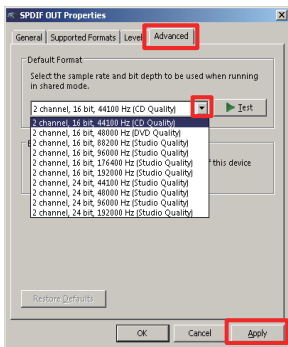 SPDIF OUT Properties
General Supported Formats Levels Advanced
Default Format
Select the sample rate and bit depth to be used when running
in shared mode.
2 channel, 16 bit, 44100 Hz (CD Quality)
Test
2 channel, 16 bit, 44100 Hz (CD Quality)
2 channel, 16 bit, 48000 Hz (DVD Quality)
2 channel, 16 bit, 88200 Hz (Studio Quality)
2 channel, 16 bit, 96000 Hz (Studio Quality)
2 channel, 16 bit, 176400 Hz (Studio Quality)
2 channel, 16 bit, 192000 Hz (Studio Quality)
2 channel, 24 bit, 44100 Hz (Studio Quality)
2 channel, 24 bit, 48000 Hz (Studio Quality)
2 channel, 24 bit, 96000 Hz (Studio Quality)
2 channel, 24 bit, 192000 Hz (Studio Quality)
this device
Restore Defaults
OK Cancel Apply